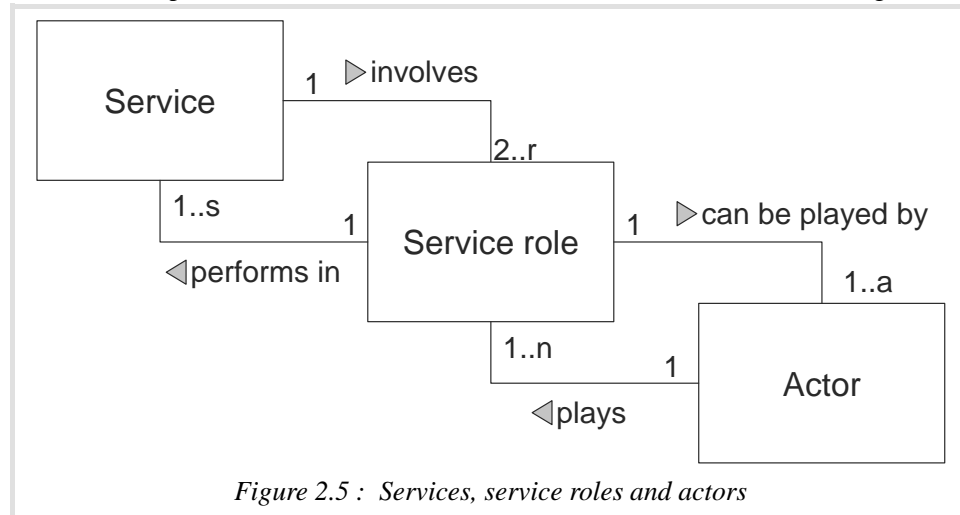 1
involves
Service
2..r
1..s
1
1
can be played by
Service role
performs in
1..a
1..n
1
Actor
plays
Figure 2.5 : Services, service roles and actors